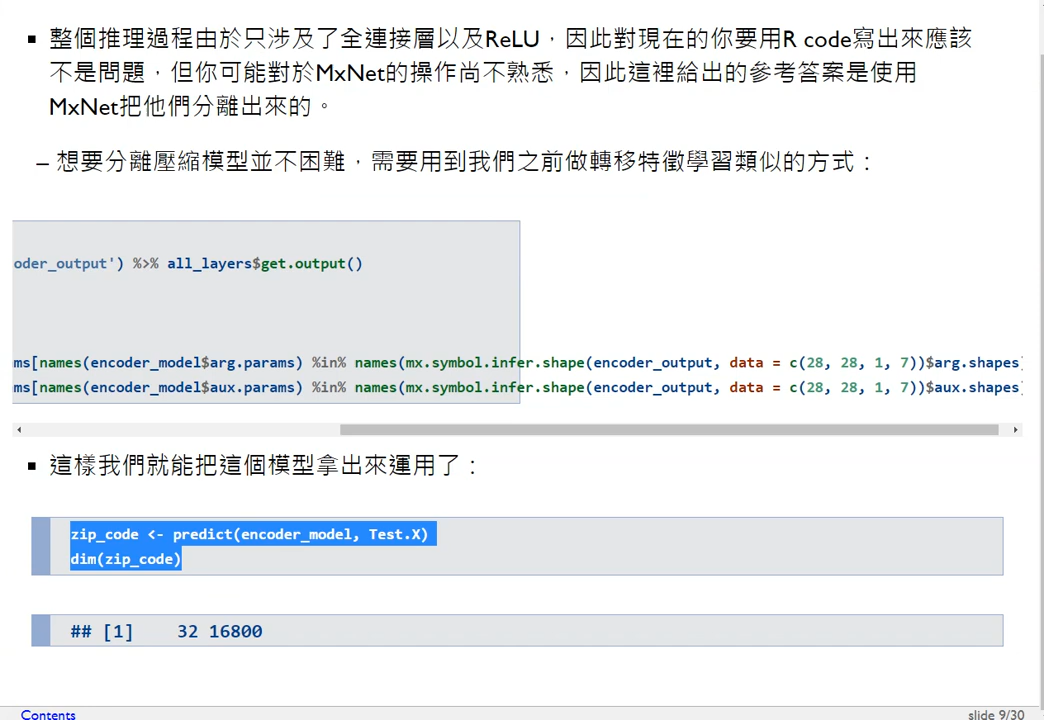 整個推理過程由於只涉及了全連接層以及ReLU，因此對現在的你要用R code寫出來應該
不是問題，但你可能對於MxNet的操作尚不熟悉，因此這裡給出的參考答案是使用
MxNet把他們分離出來的。
– 想要分離壓縮模型並不困難，需要用到我們之前做轉移特徵學習類似的方式：
oder_output') %>% all_layers$get.output()
ms[names(encoder_model$arg.params) %in% names(mx.symbol.infer.shape(encoder_output, data = c(28, 28, 1, 7))$arg.shapes)
ms[names(encoder_model$aux.params) %in% names(mx.symbol.infer.shape(encoder_output, data = c(28, 28, 1, 7))$aux.shapes)
這樣我們就能把這個模型拿出來運用了：
zip_code <- predict(encoder_model, Test.X)
dim(zip_code)
## [1]    32 16800
Contents
slide 9/30